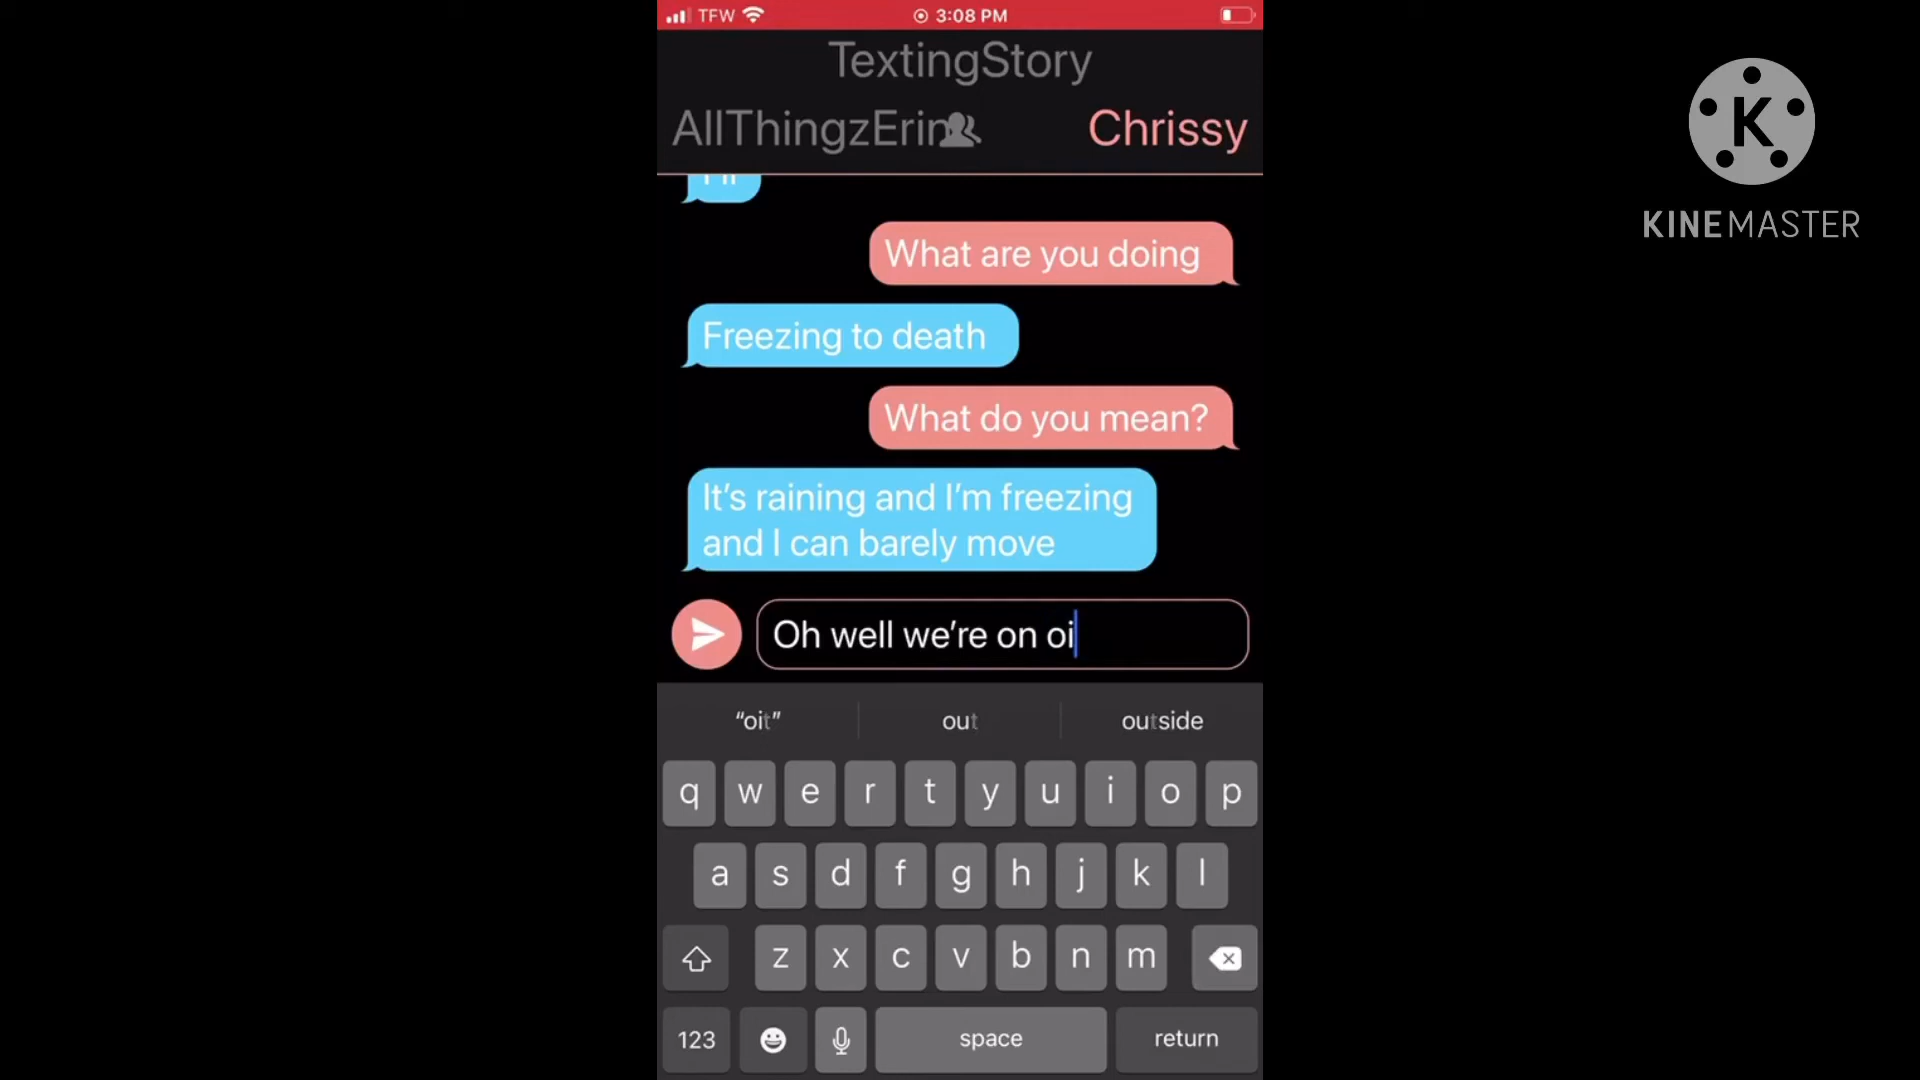 TFW 3:08 PM
TextingStory
AllThingzErin Chrissy
K
KINEMASTER
What are you doing
Freezing to death
What do you mean?
It's raining and I'm freezing
and I can barely move
Oh well we're on oi
“oit” out outside
q w e r t y u i o p
a s d f g h j k l
z x c v b n m
123 space return